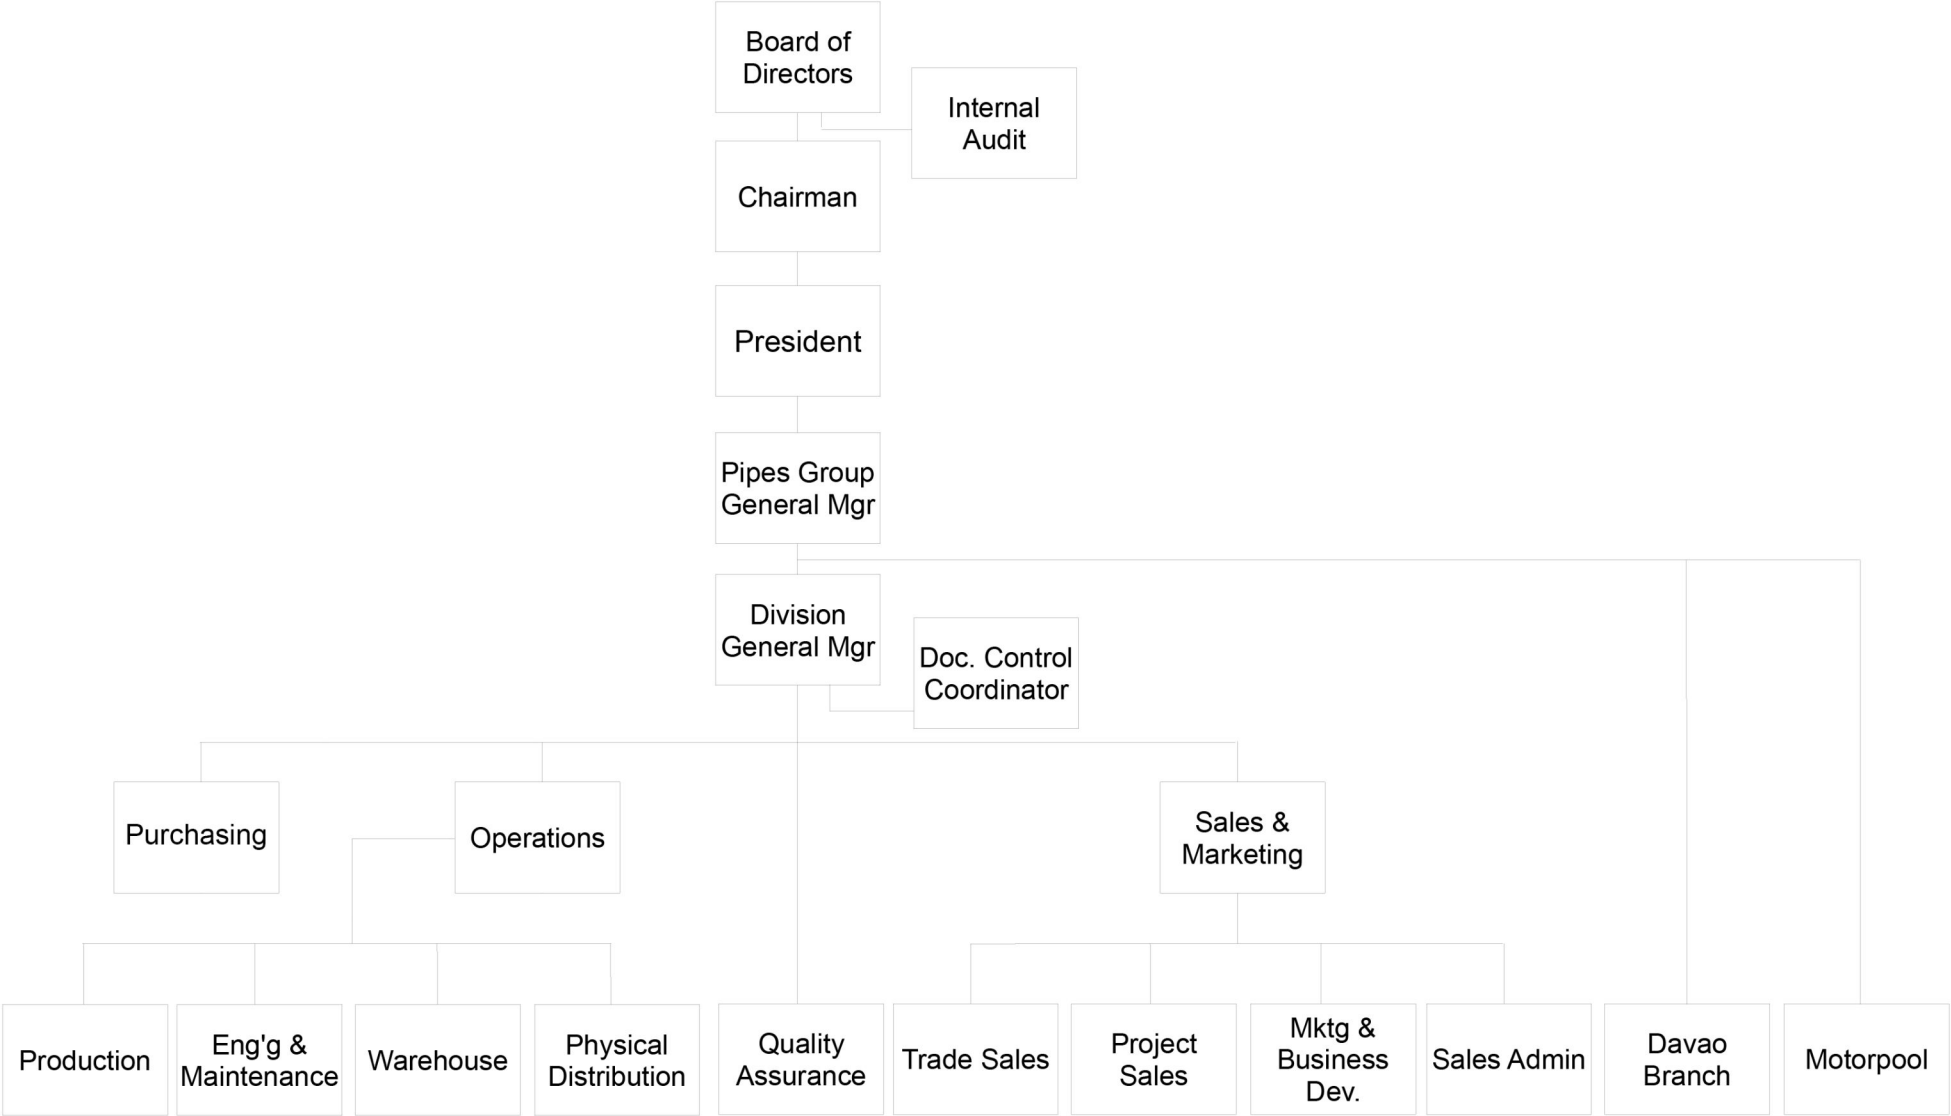 Board of
Directors
Internal
Audit
Chairman
President
Pipes Group
General Mgr
Division
General Mgr
Doc. Control
Coordinator
Purchasing
Operations
Sales &
Marketing
Production
Eng'g &
Maintenance
Warehouse
Physical
Distribution
Quality
Assurance
Trade Sales
Project
Sales
Mktg &
Business
Dev.
Sales Admin
Davao
Branch
Motorpool